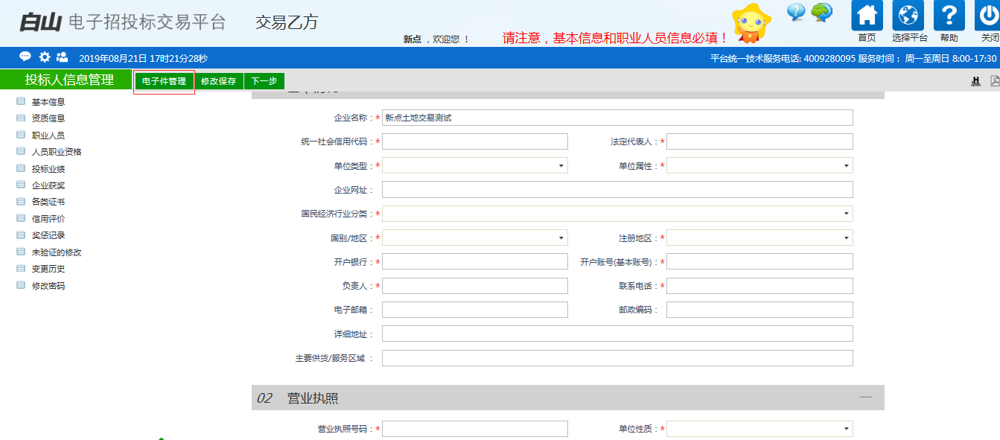 白山 电子招投标交易平台 交易乙方
新点 ，欢迎您 ！ 请注意，基本信息和职业人员信息必填！
首页 选择平台 帮助 关闭
2019年08月21日 17时21分28秒 平台统一技术服务电话: 4009280095 服务时间： 周一至周日 8:00-17:30
投标人信息管理 电子件管理 修改保存 下一步
基本信息
资质信息
职业人员
人员职业资格
投标业绩
企业获奖
各类证书
信用评价
奖惩记录
未验证的修改
变更历史
修改密码
企业名称：* 新点土地交易测试
统一社会信用代码：* 法定代表人：*
单位类型：* 单位属性：*
企业网址：
国民经济行业分类：*
国别/地区：* 注册地区：*
开户银行：* 开户账号(基本账号)：*
负责人：* 联系电话：*
电子邮箱： 邮政编码：
详细地址：
主要供货/服务区域 ：
02 营业执照
营业执照号码：* 单位性质：*